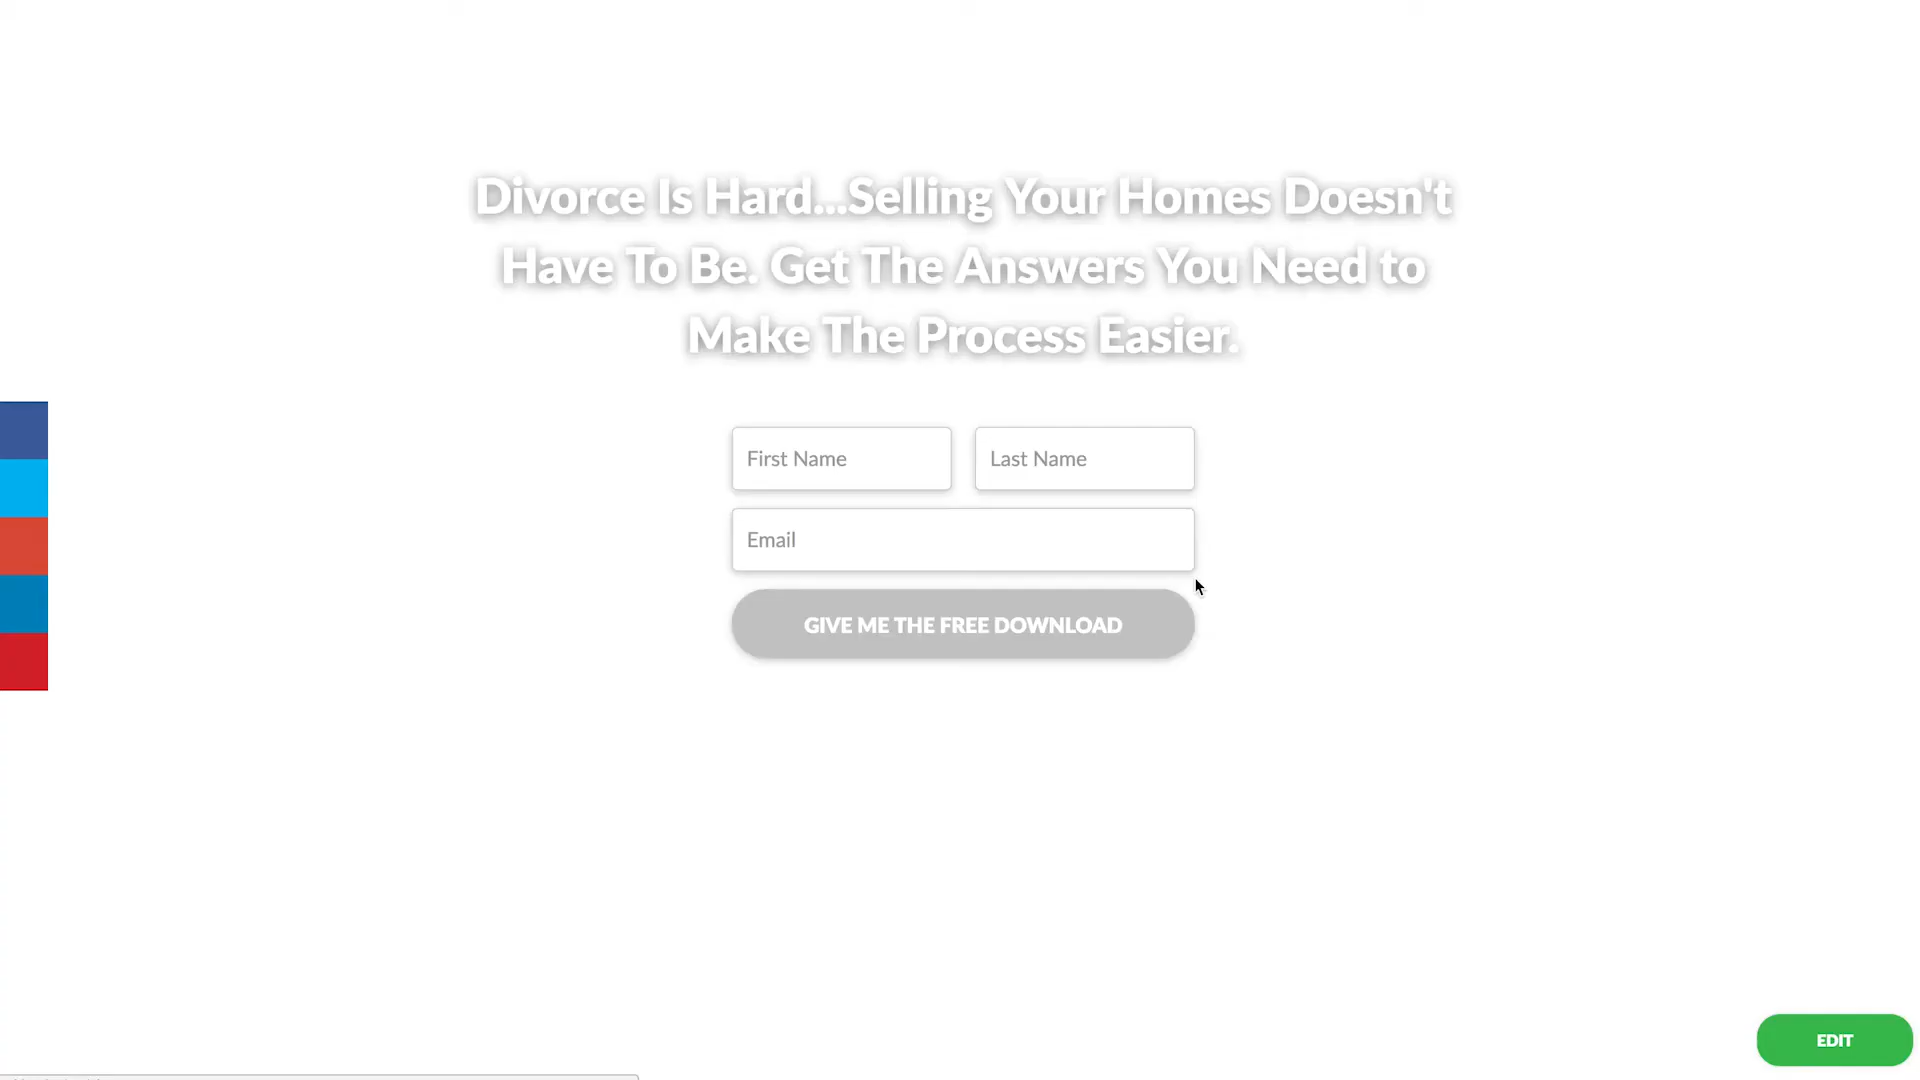 Divorce Is Hard...Selling Your Homes Doesn't
Have To Be. Get The Answers You Need to
Make The Process Easier.
First Name
Last Name
Email
GIVE ME THE FREE DOWNLOAD
EDIT